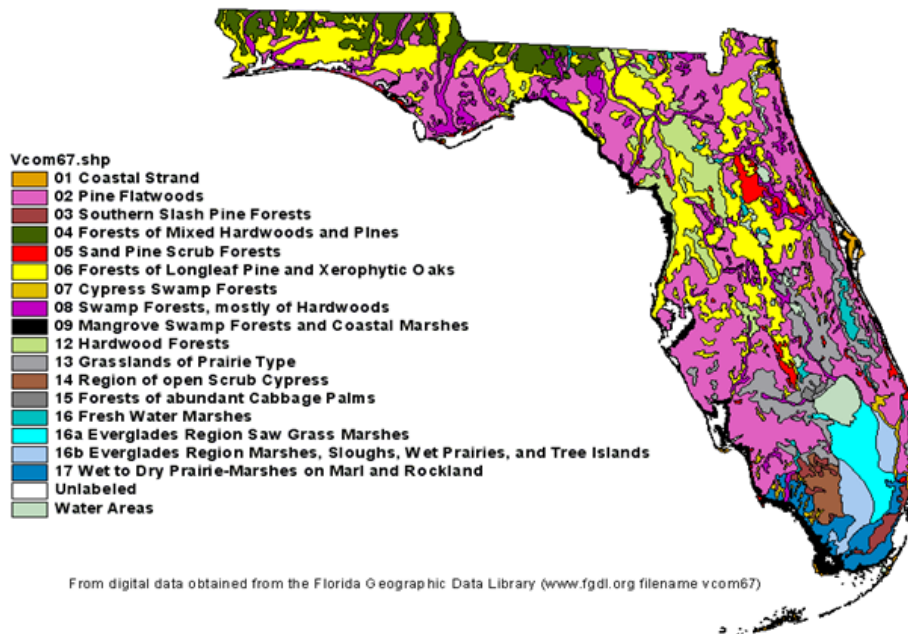 Vcom67.shp
01 Coastal Strand
02 Pine Flatwoods
03 Southern Slash Pine Forests
04 Forests of Mixed Hardwoods and PInes
05 Sand Pine Scrub Forests
06 Forests of Longleaf Pine and Xerophytic Oaks
07 Cypress Swamp Forests
08 Swamp Forests, mostly of Hardwoods
09 Mangrove Swamp Forests and Coastal Marshes
12 Hardwood Forests
13 Grasslands of Prairie Type
14 Region of open Scrub Cypress
15 Forests of abundant Cabbage Palms
16 Fresh Water Marshes
16a Everglades Region Saw Grass Marshes
16b Everglades Region Marshes, Sloughs, Wet Prairies, and Tree Islands
17 Wet to Dry Prairie-Marshes on Marl and Rockland
Unlabeled
Water Areas
From digital data obtained from the Florida Geographic Data Library (www.fgdl.org filename vcom67)